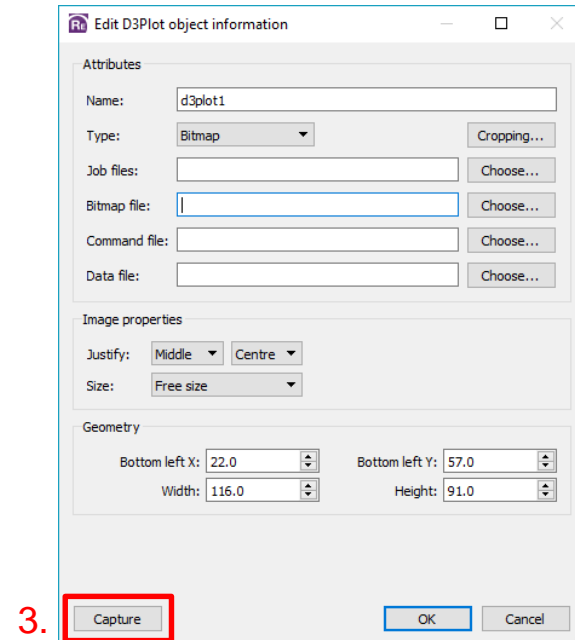 Re Edit D3Plot object information
Attributes
Name: d3plot1
Type: Bitmap Cropping...
Job files: Choose...
Bitmap file: Choose...
Command file: Choose...
Data file: Choose...
Image properties
Justify: Middle Centre
Size: Free size
Geometry
Bottom left X: 22.0 Bottom left Y: 57.0
Width: 116.0 Height: 91.0
3. Capture OK Cancel